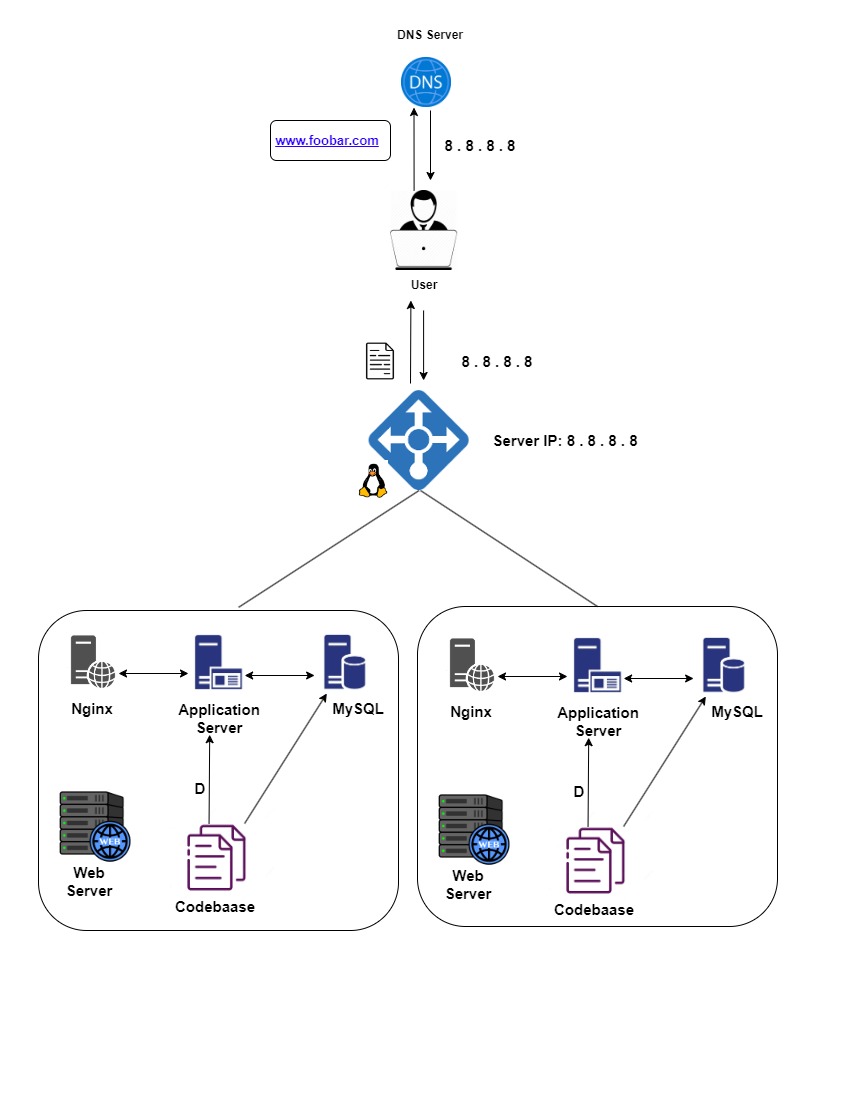 DNS Server
DNS
www.foobar.com
8 . 8 . 8 . 8
User
8 . 8 . 8 . 8
Server IP: 8 . 8 . 8 . 8
Nginx
Application
Server
MySQL
D
WEB
Web
Server
Codebaase
Nginx
Application
Server
MySQL
D
WEB
Web
Server
Codebaase